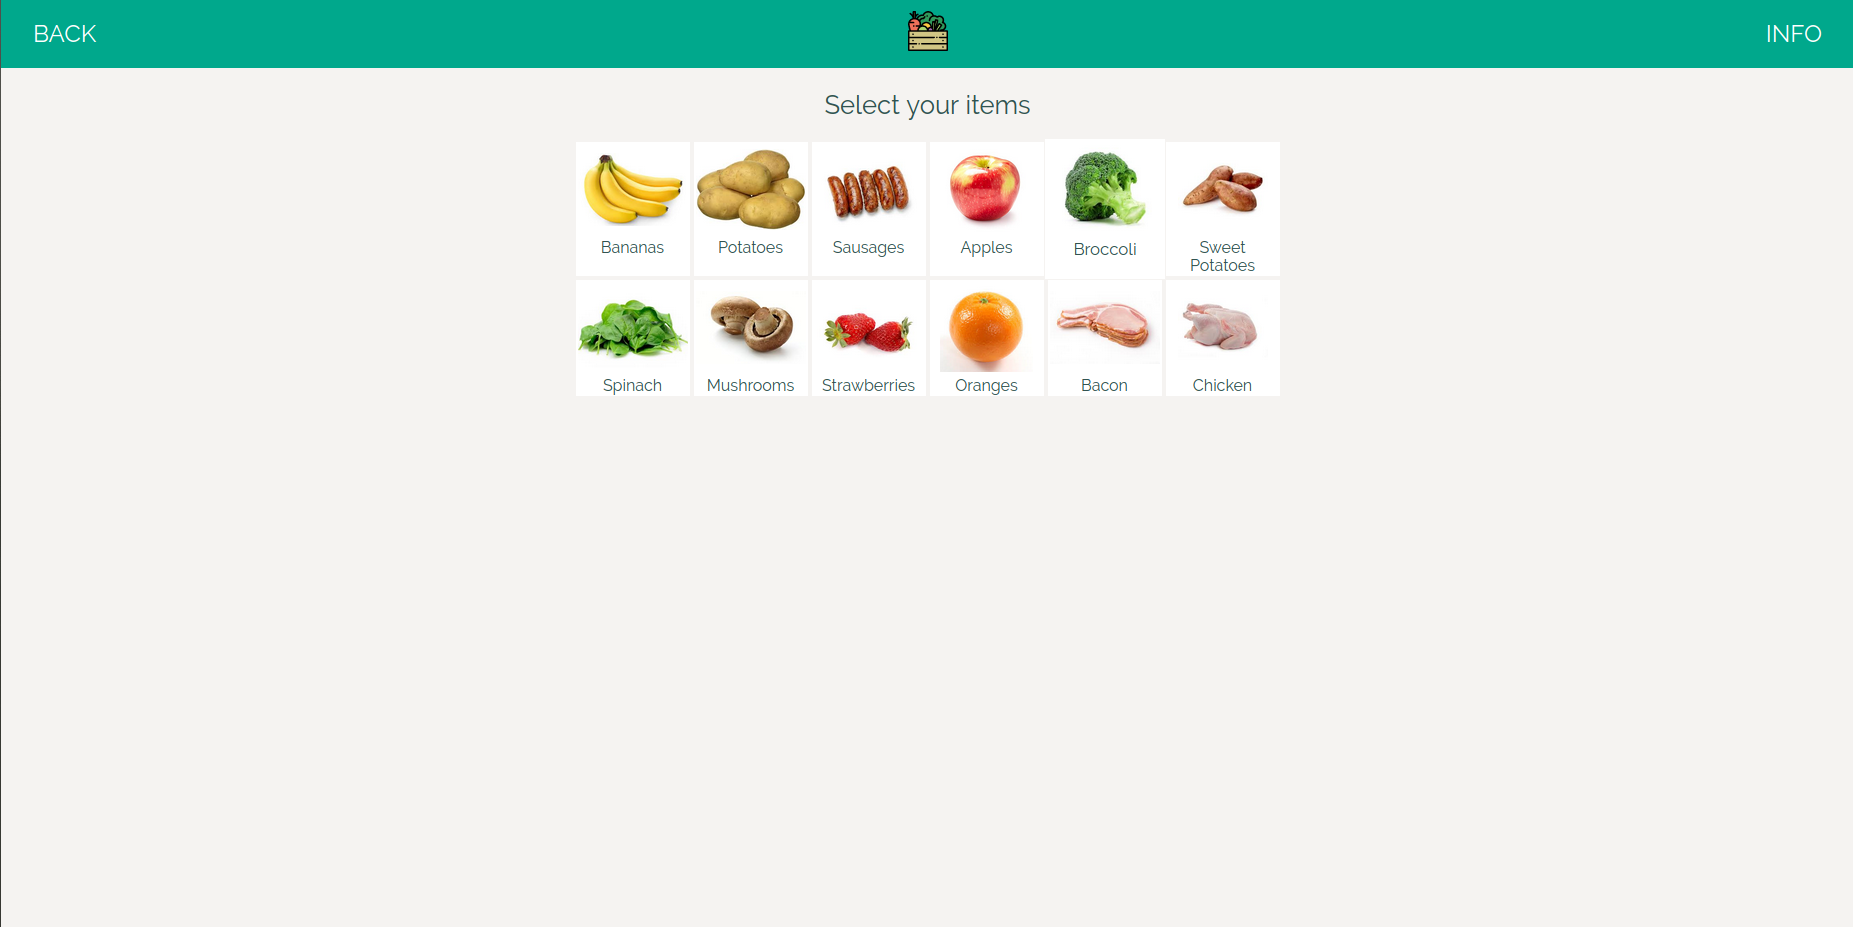 BACK
INFO
Select your items
Bananas
Potatoes
Sausages
Apples
Broccoli
Sweet
Potatoes
Spinach
Mushrooms
Strawberries
Oranges
Bacon
Chicken